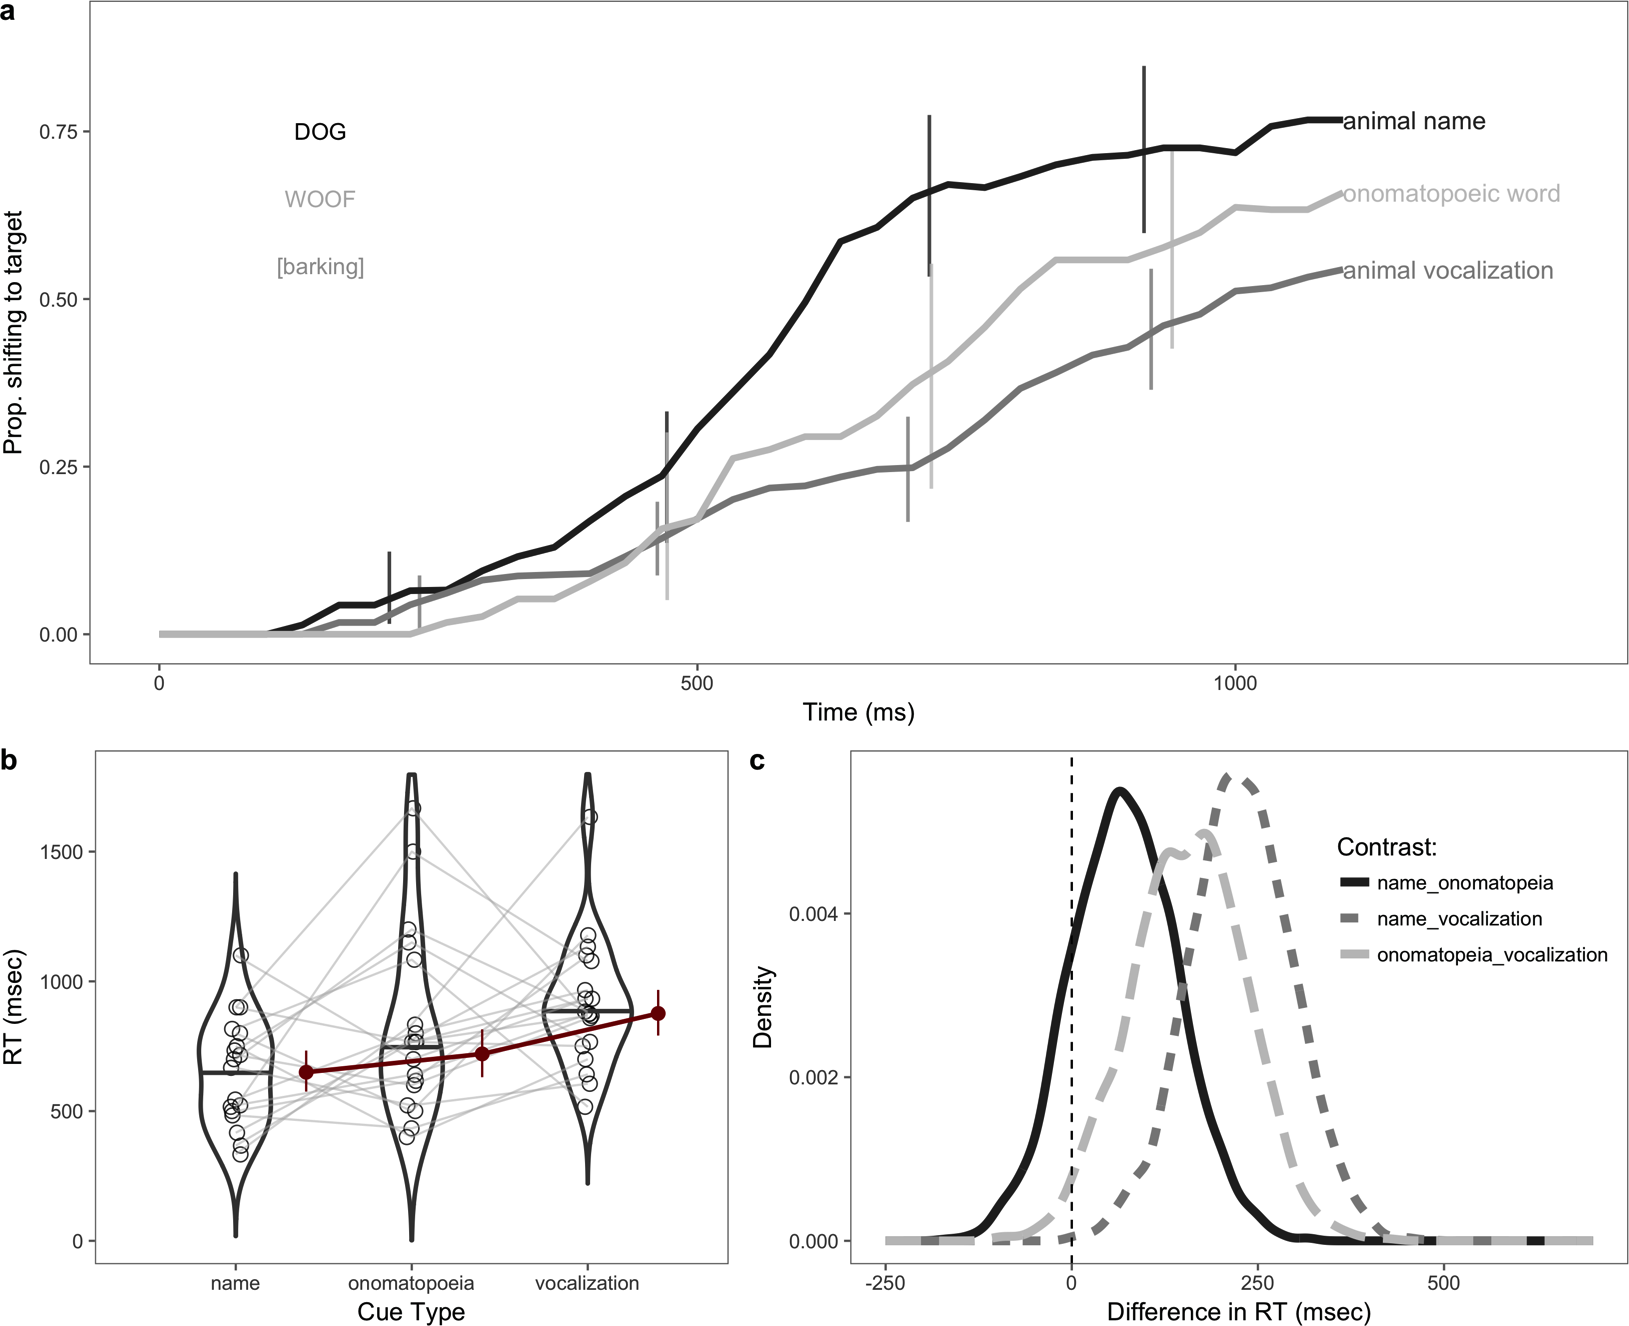 a
Prop. shifting to target
0.75
0.50
0.25
0.00
DOG
WOOF
[barking]
animal name
onomatopoeic word
animal vocalization
0
500
1000
Time (ms)
b
RT (msec)
1500
1000
500
0
name
onomatopoeia
vocalization
Cue Type
c
Density
0.004
0.002
0.000
Contrast:
name_onomatopeia
name_vocalization
onomatopeia_vocalization
-250
0
250
500
Difference in RT (msec)